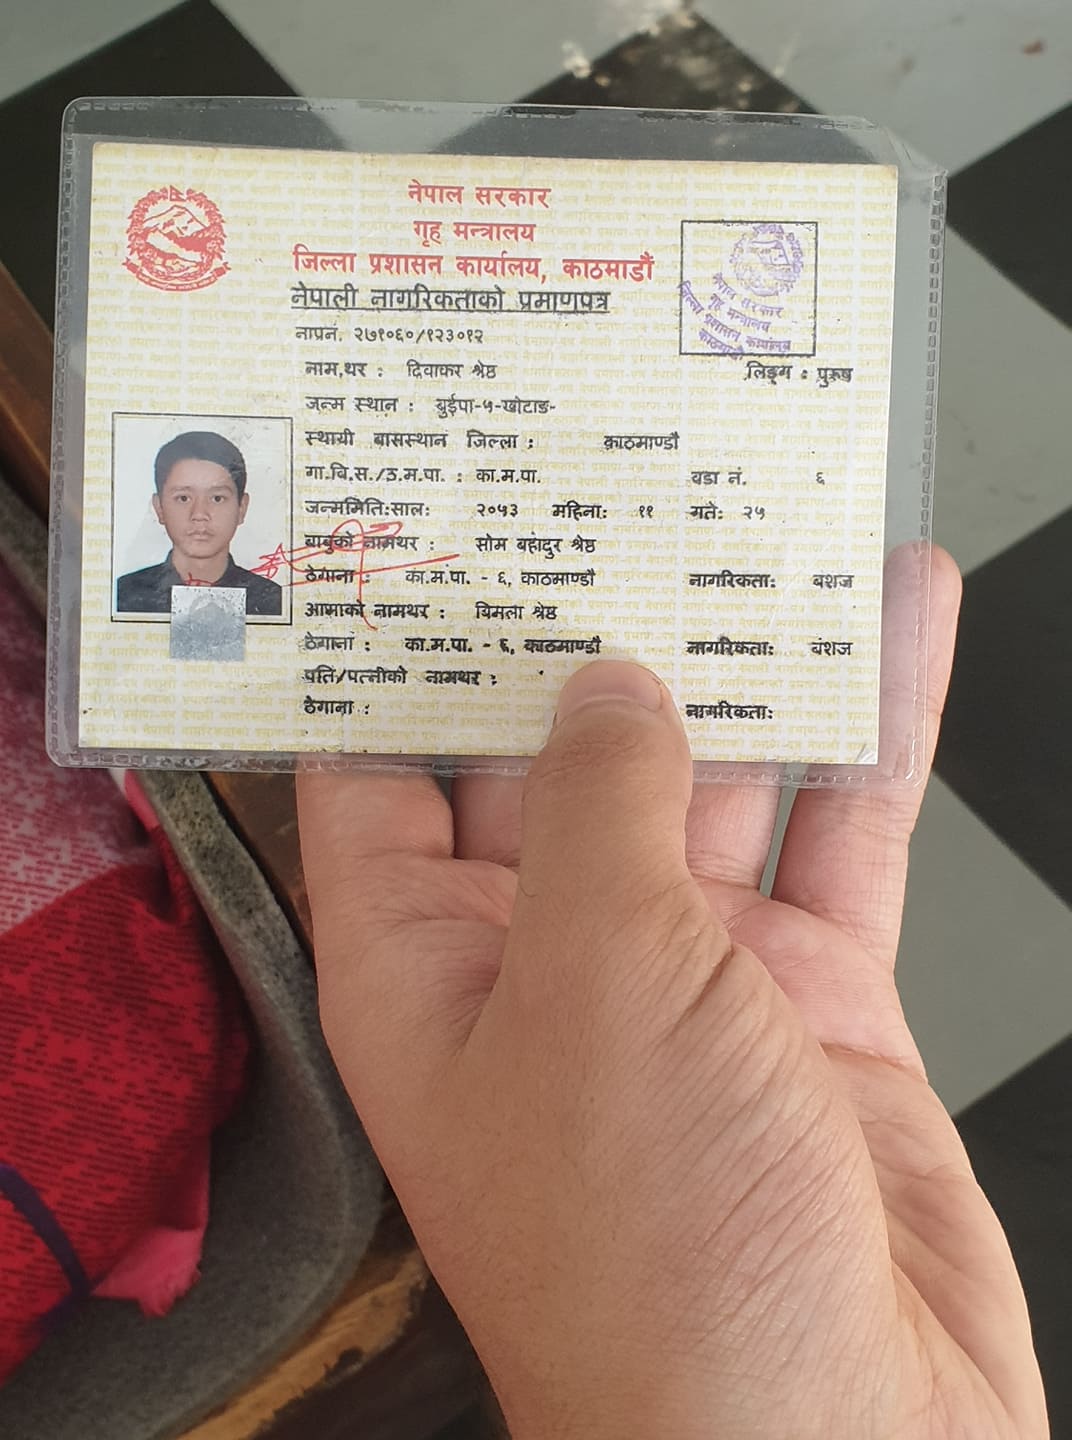 नेपाल सरकार
गृह मन्त्रालय
जिल्ला प्रशासन कार्यालय, काठमाडौं
नेपाली नागरिकताको प्रमाणपत्र
नेपाल सरकार
गृह मन्त्रालय
जिल्ला प्रशासन कार्यालय
काठमाडौं
नाप्रनं. २७१०६०/१२३०१२
लिङ्ग : पुरूष
नाम,थर : दिवाकर श्रेष्ठ
जन्म स्थान : बुईपा-५-खोटाङ-
स्थायी बासस्थान जिल्ला : काठमाण्डौ
गा.वि.स./उ.म.पा. : का.म.पा. वडा नं. ६
जन्ममिति:साल: २०५३ महिना: ११ गते: २५
बाबुको नामथर : सोम बहादुर श्रेष्ठ
ठेगाना : का.म.पा. - ६, काठमाण्डौ नागरिकता: बंशज
आमाको नामथर : बिमला श्रेष्ठ
ठेगाना : का.म.पा. - ६, काठमाण्डौ नागरिकता: बंशज
पति/पत्नीको नामथर :
ठेगाना : नागरिकता: